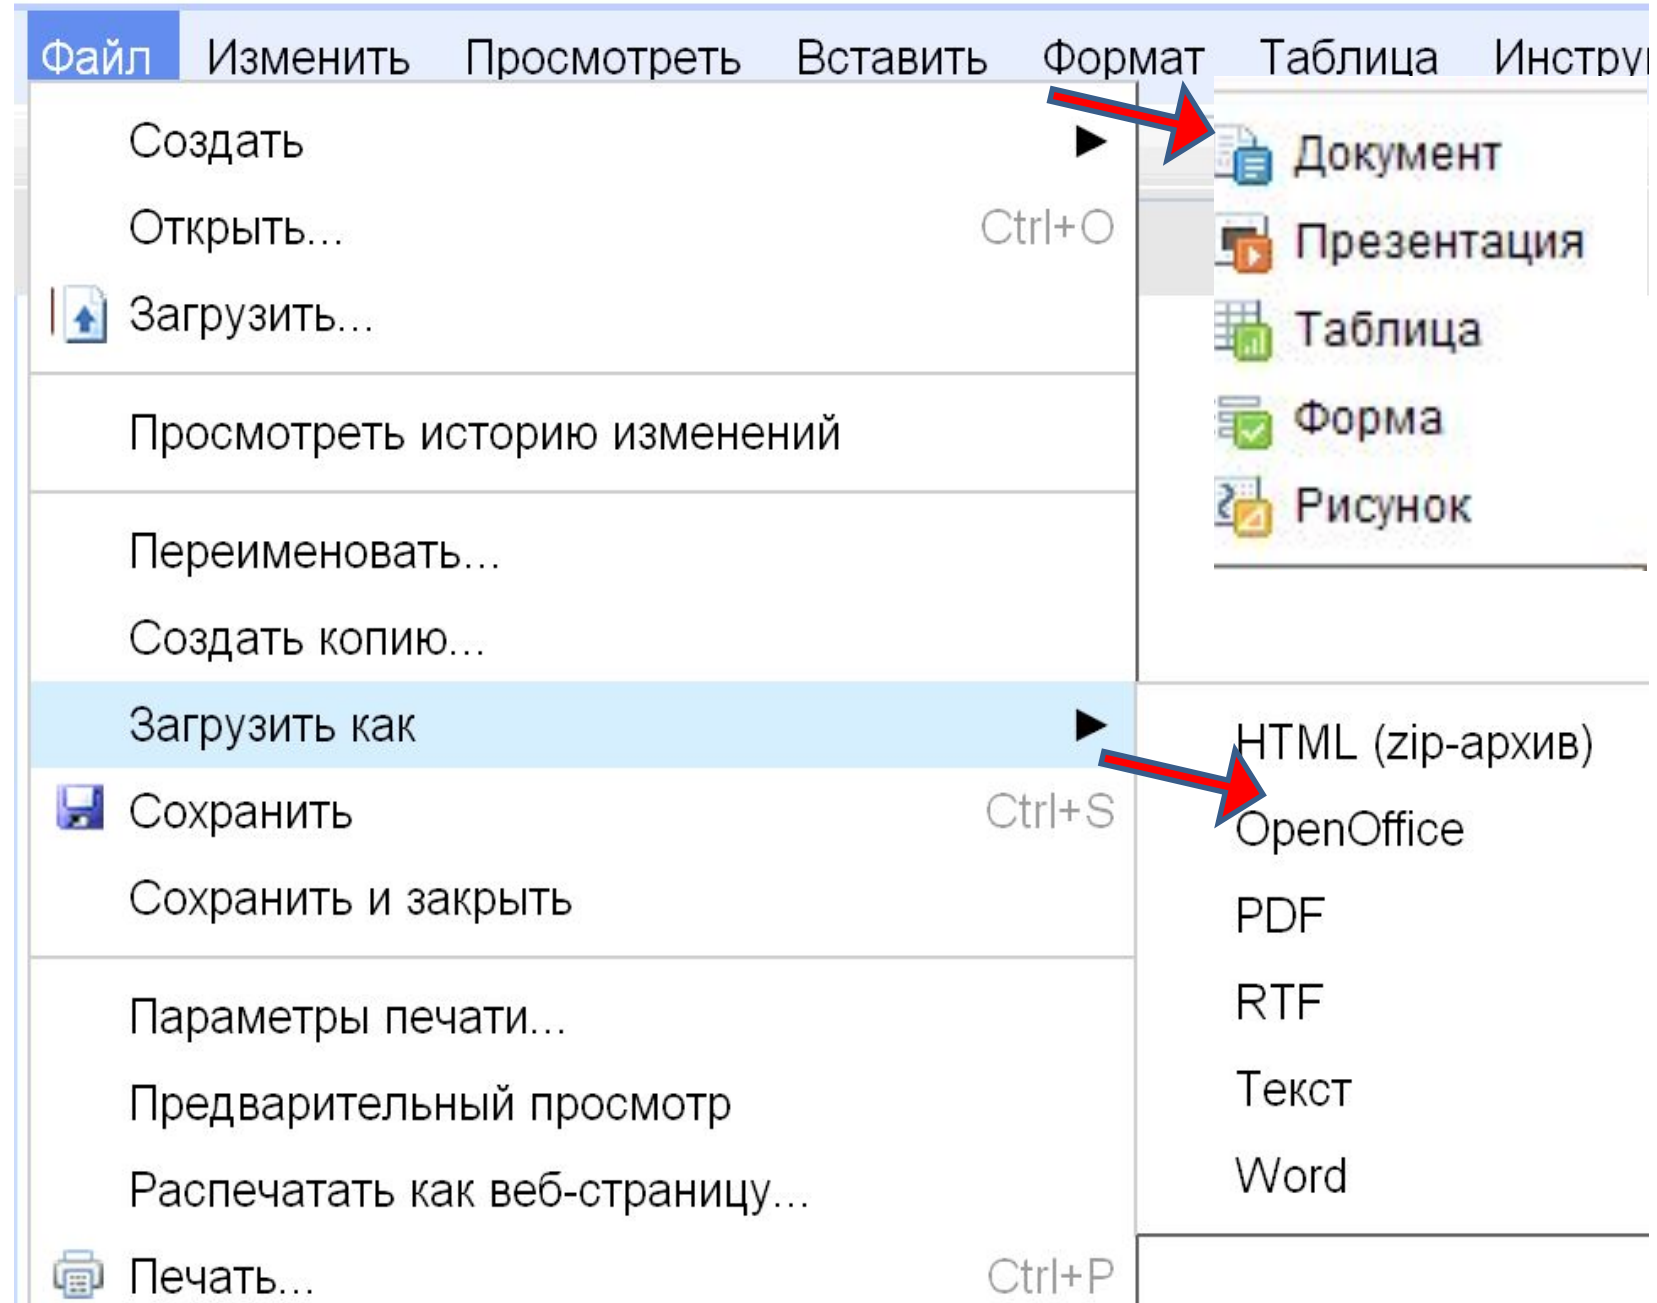 Файл Изменить Просмотреть Вставить Формат Таблица
Создать ▶
Открыть... Ctrl+O
Загрузить...
Просмотреть историю изменений
Переименовать...
Создать копию...
Загрузить как ▶
Сохранить Ctrl+S
Сохранить и закрыть
Параметры печати...
Предварительный просмотр
Распечатать как веб-страницу...
Печать... Ctrl+P
Документ
Презентация
Таблица
Форма
Рисунок
HTML (zip-архив)
OpenOffice
PDF
RTF
Текст
Word